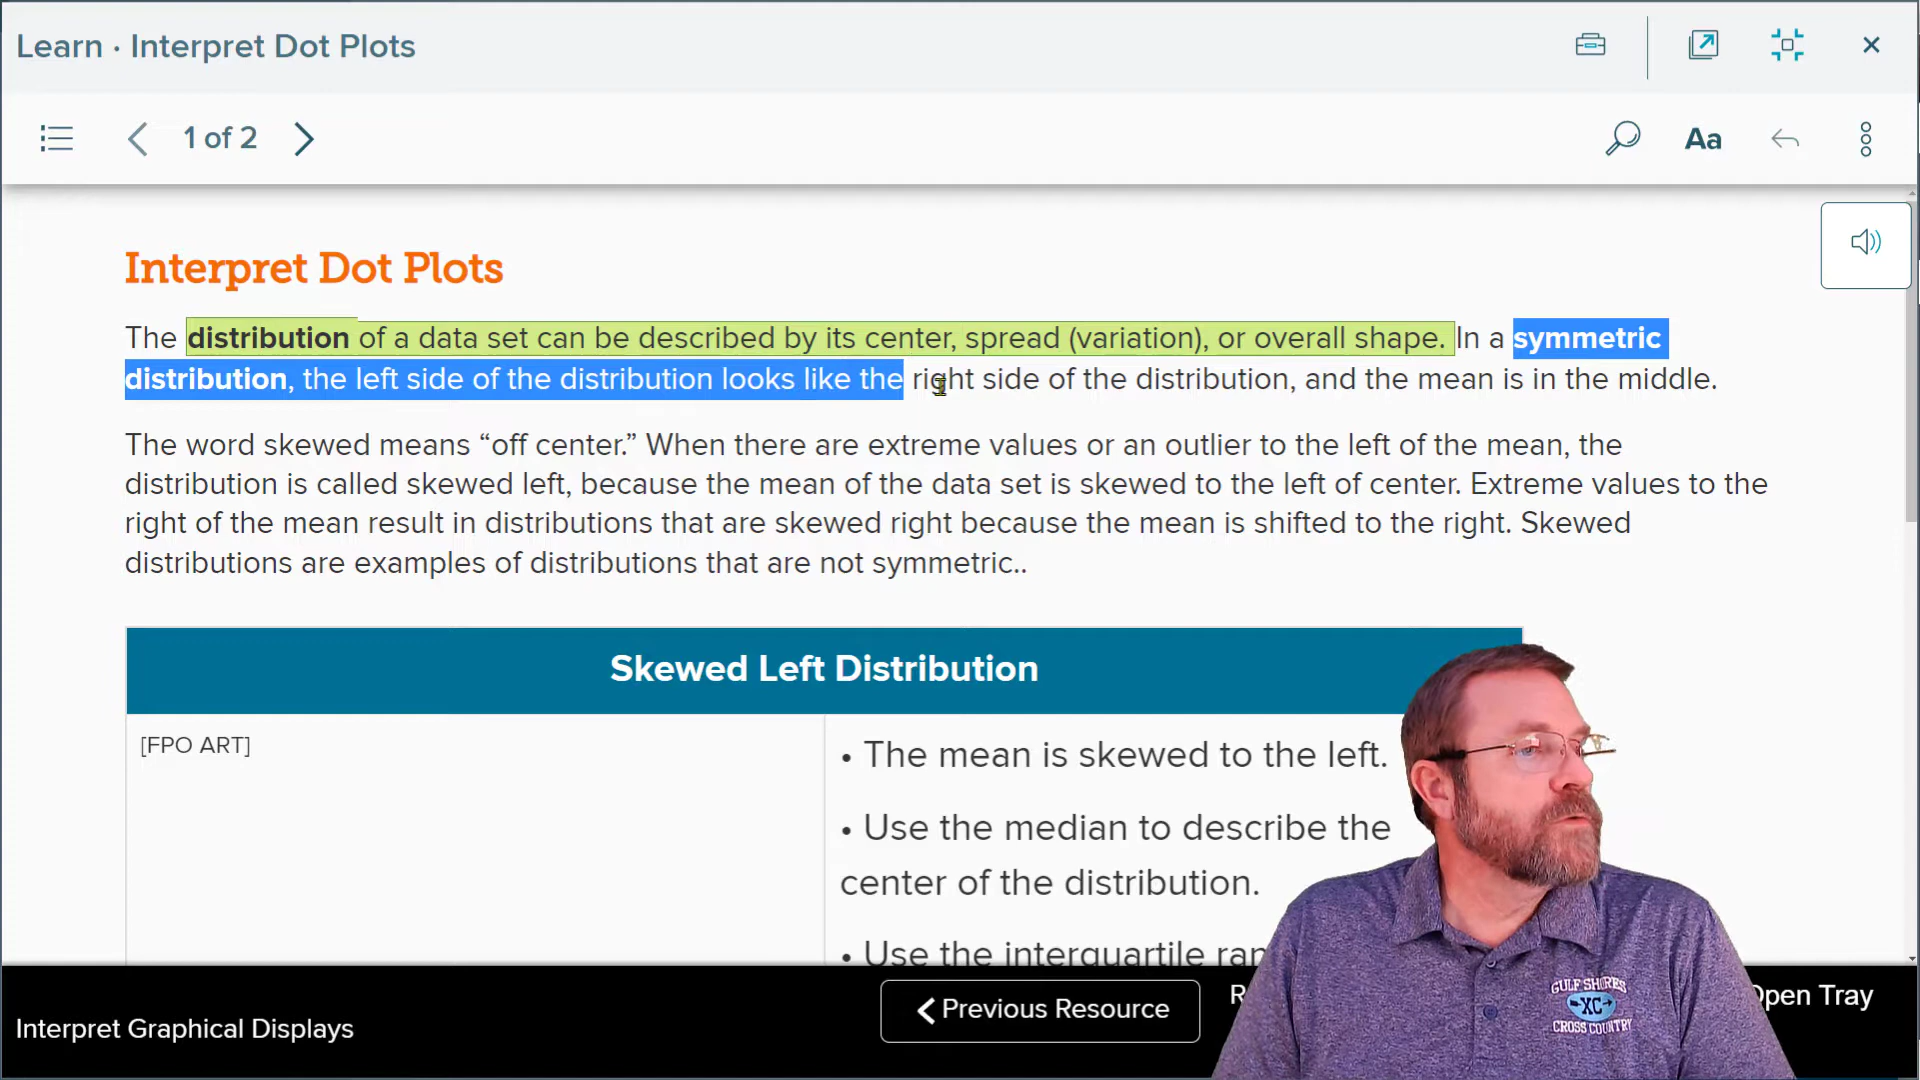 Learn · Interpret Dot Plots
1 of 2
Aa
Interpret Dot Plots
The distribution of a data set can be described by its center, spread (variation), or overall shape. In a symmetric
distribution, the left side of the distribution looks like the right side of the distribution, and the mean is in the middle.
The word skewed means “off center.” When there are extreme values or an outlier to the left of the mean, the
distribution is called skewed left, because the mean of the data set is skewed to the left of center. Extreme values to the
right of the mean result in distributions that are skewed right because the mean is shifted to the right. Skewed
distributions are examples of distributions that are not symmetric..
Skewed Left Distribution
[FPO ART]
• The mean is skewed to the left.
• Use the median to describe the
center of the distribution.
• Use the interquartile
Previous Resource
Open Tray
Interpret Graphical Displays
GULF SHORES
XC
CROSS COUNTRY